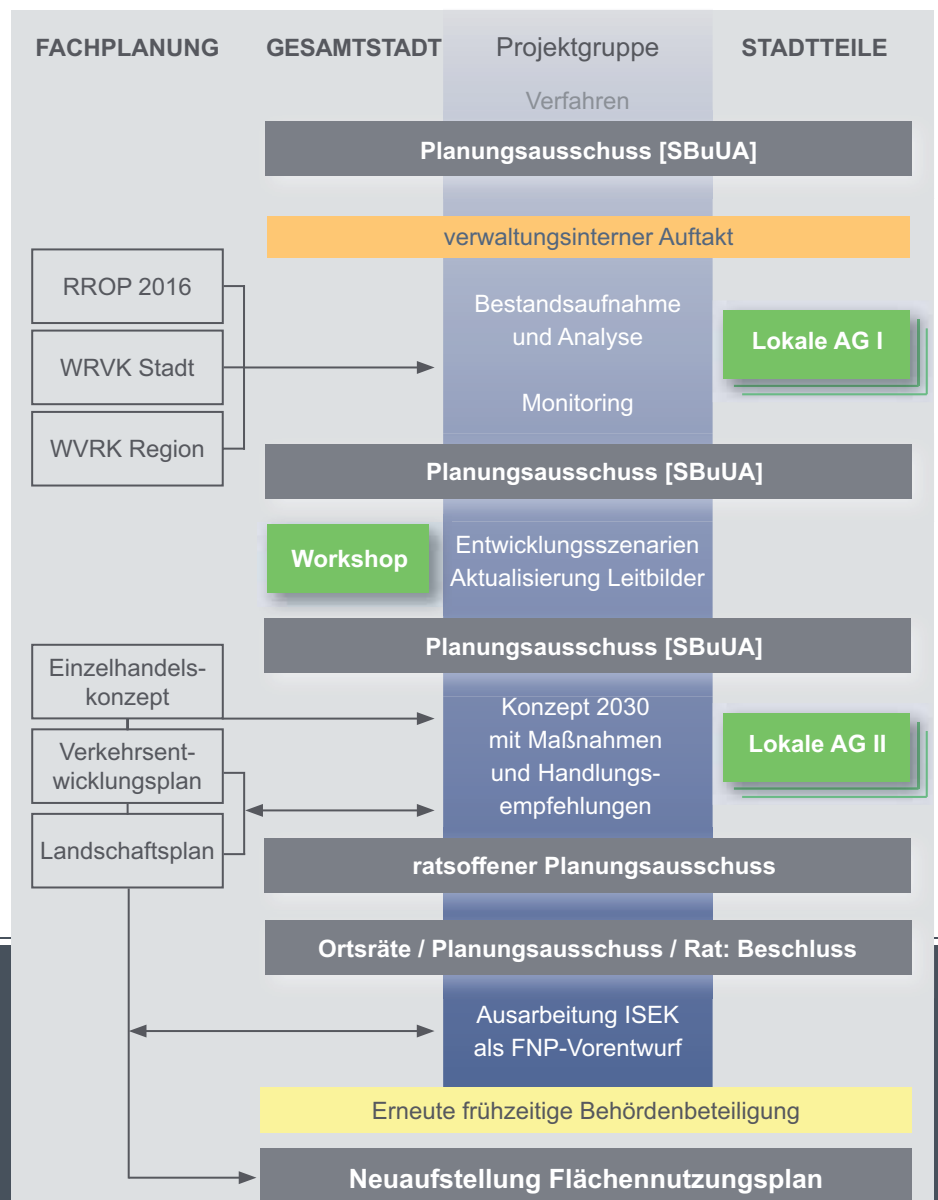 FACHPLANUNG
GESAMTSTADT
Projektgruppe
STADTTEILE
Verfahren
Planungsausschuss [SBuUA]
verwaltungsinterner Auftakt
RROP 2016
WRVK Stadt
WVRK Region
Bestandsaufnahme
und Analyse
Monitoring
Lokale AG I
Planungsausschuss [SBuUA]
Workshop
Entwicklungsszenarien
Aktualisierung Leitbilder
Planungsausschuss [SBuUA]
Einzelhandels-
konzept
Verkehrsent-
wicklungsplan
Landschaftsplan
Konzept 2030
mit Maßnahmen
und Handlungs-
empfehlungen
Lokale AG II
ratsoffener Planungsausschuss
Ortsräte / Planungsausschuss / Rat: Beschluss
Ausarbeitung ISEK
als FNP-Vorentwurf
Erneute frühzeitige Behördenbeteiligung
Neuaufstellung Flächennutzungsplan